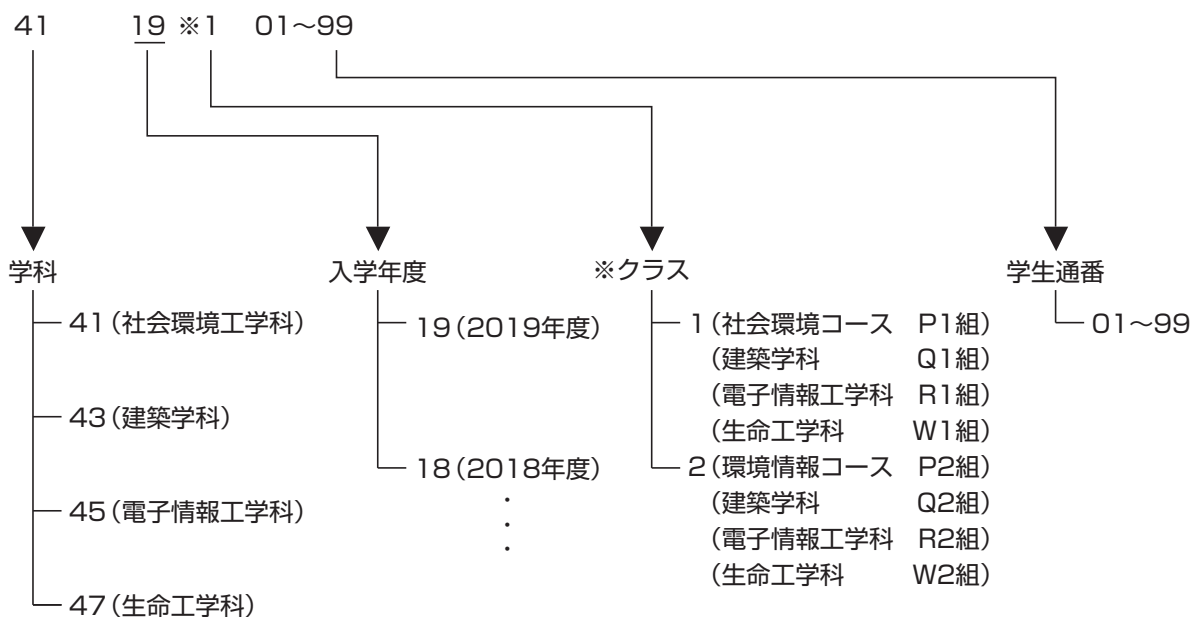 41 19 ※1 01～99
学科 入学年度 ※クラス 学生通番
41（社会環境工学科） 19（2019年度） 1（社会環境コース P1組） 01～99
（建築学科 Q1組）
（電子情報工学科 R1組）
43（建築学科）
（生命工学科 W1組）
18（2018年度） 2（環境情報コース P2組）
（建築学科 Q2組）
45（電子情報工学科）
（電子情報工学科 R2組）
（生命工学科 W2組）
47（生命工学科）